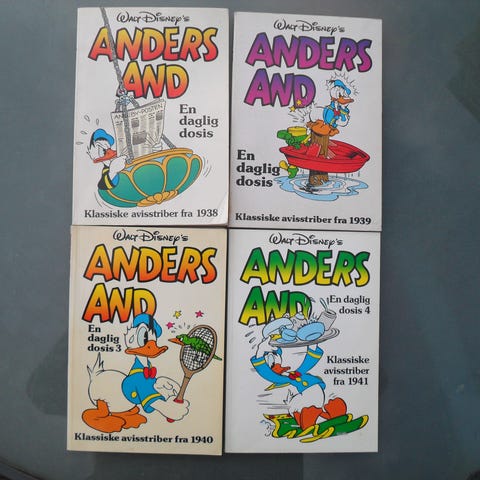 Walt Disney's
ANDERS
AND
ANDEBY-POSTEN
En
daglig
dosis
Klassiske avisstriber fra 1938
Walt Disney's
ANDERS
AND
En
daglig
dosis
Klassiske avisstriber fra 1939
Walt Disney's
ANDERS
AND
En
daglig
dosis 3
Klassiske avisstriber fra 1940
Walt Disney's
ANDERS
AND
En daglig
dosis 4
Klassiske
avisstriber
fra 1941